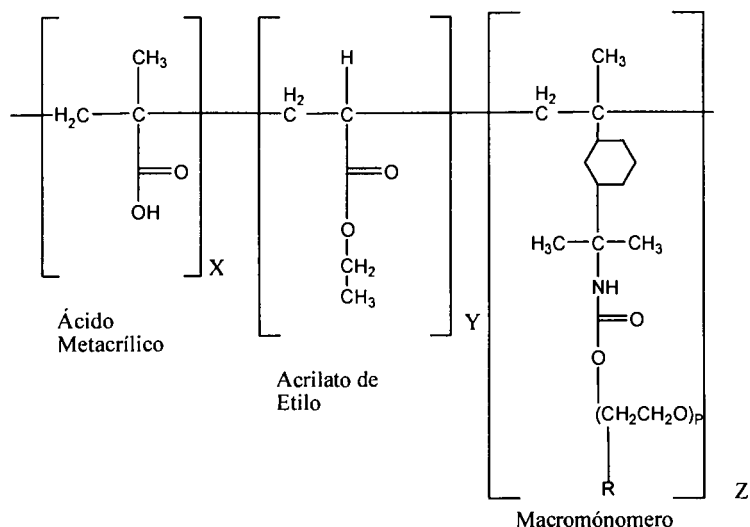 CH₃
H₂C
C
O
OH
X
Ácido
Metacrílico
H
H₂
C
C
O
O
CH₂
CH₃
Y
Acrilato de
Etilo
CH₃
H₂
C
C
H₃C
C
CH₃
NH
O
O
(CH₂CH₂O)P
R
Z
Macromónomero